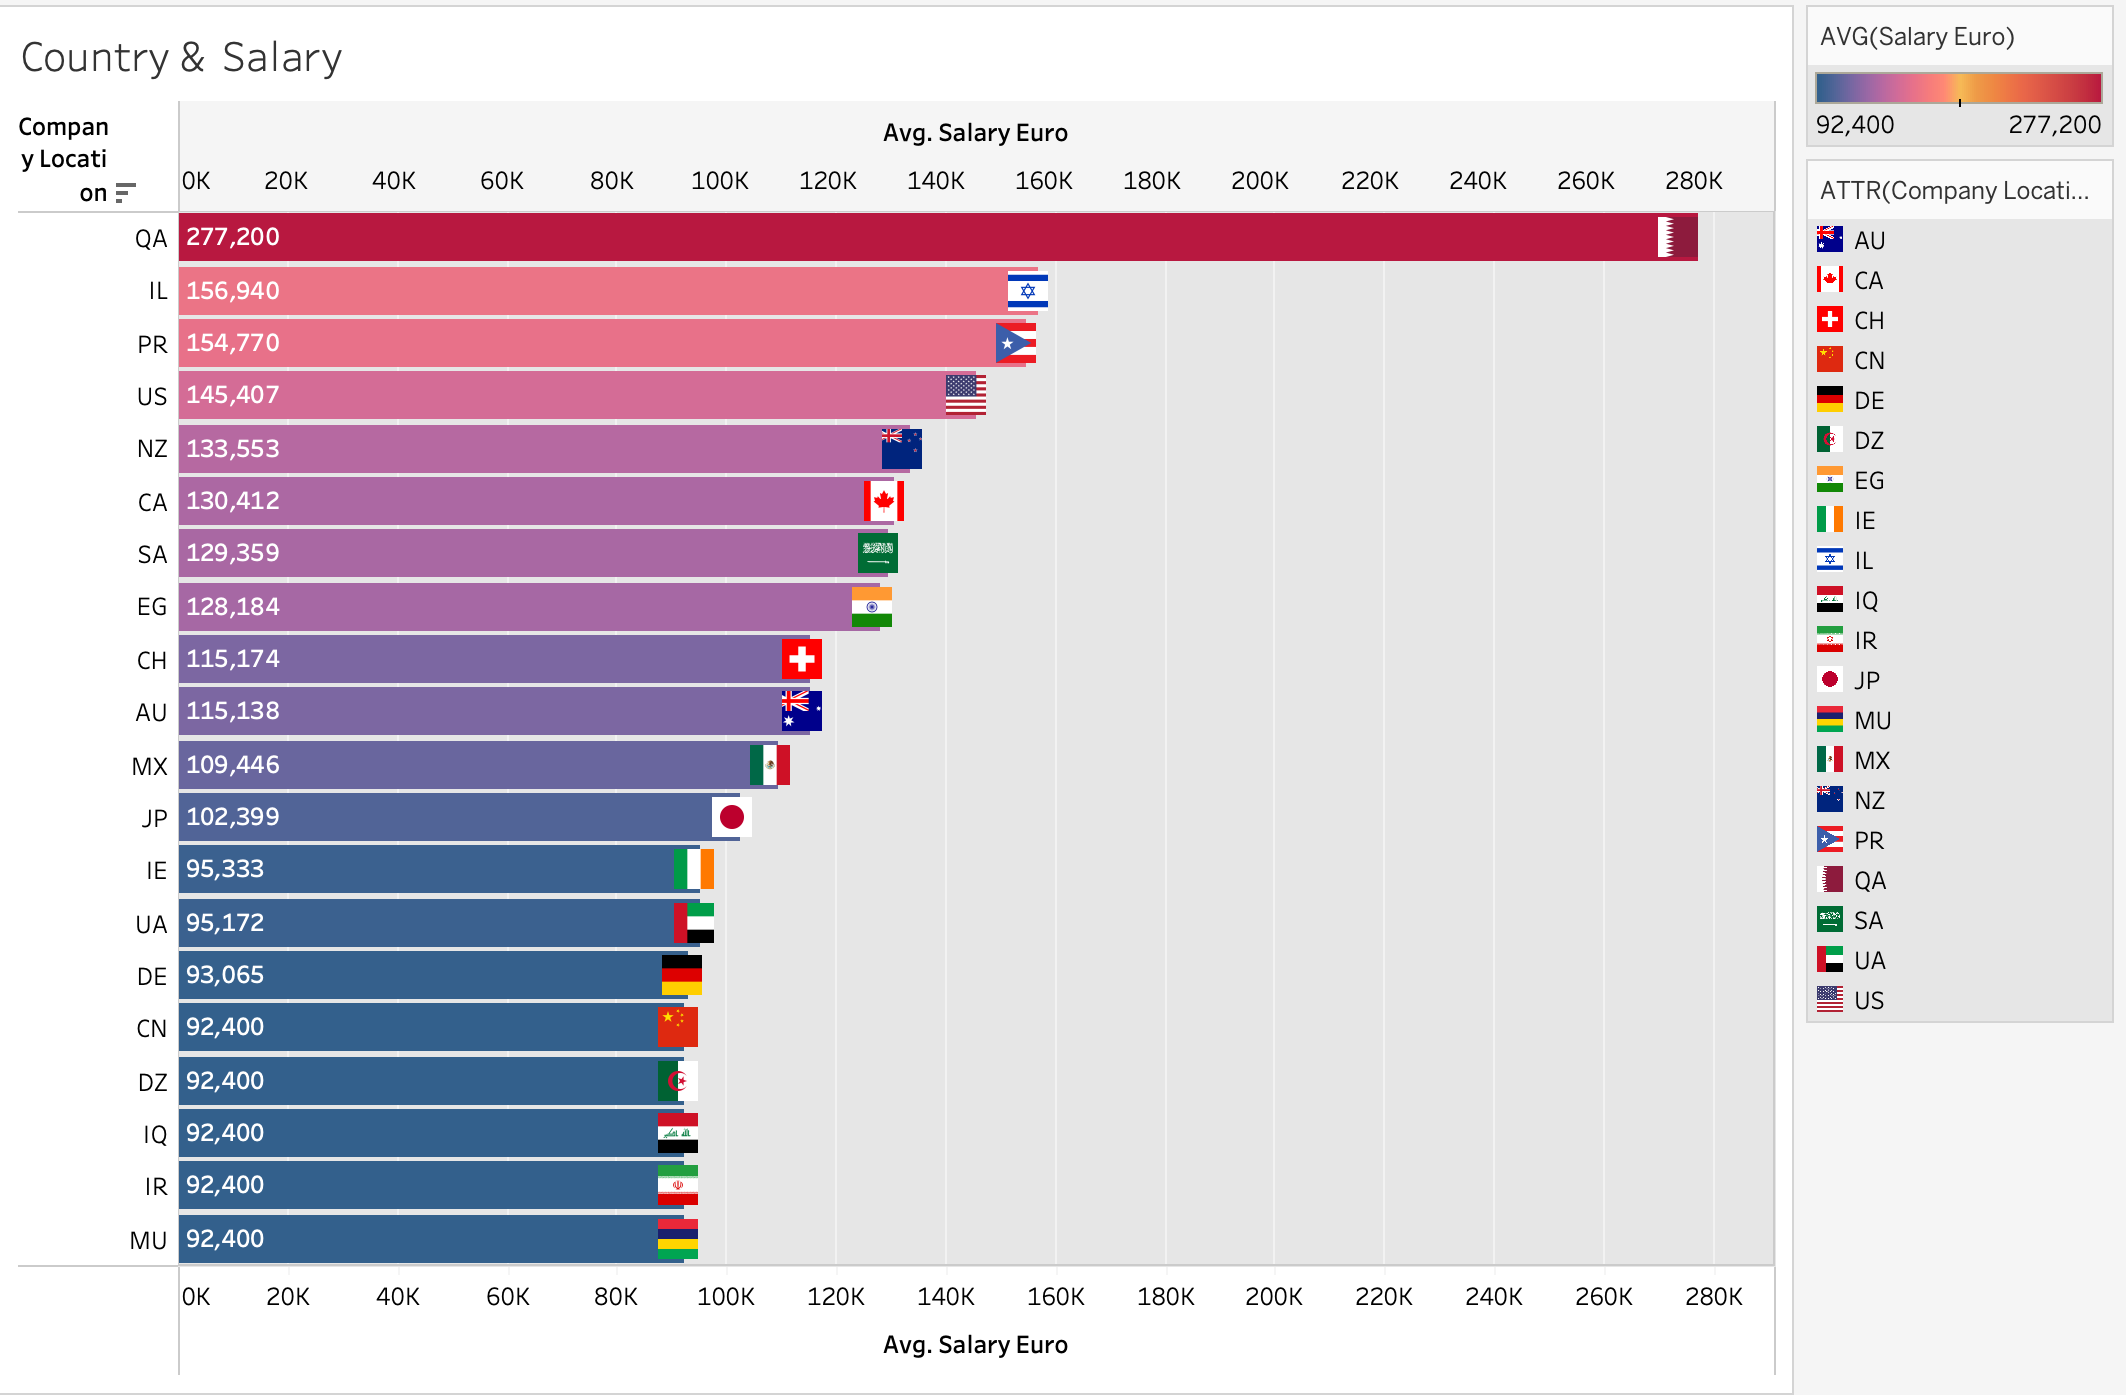 Country & Salary
Compan
y Locati
on
Avg. Salary Euro
0K 20K 40K 60K 80K 100K 120K 140K 160K 180K 200K 220K 240K 260K 280K
QA 277,200
IL 156,940
PR 154,770
US 145,407
NZ 133,553
CA 130,412
SA 129,359
EG 128,184
CH 115,174
AU 115,138
MX 109,446
JP 102,399
IE 95,333
UA 95,172
DE 93,065
CN 92,400
DZ 92,400
IQ 92,400
IR 92,400
MU 92,400
0K 20K 40K 60K 80K 100K 120K 140K 160K 180K 200K 220K 240K 260K 280K
Avg. Salary Euro
AVG(Salary Euro)
92,400 277,200
ATTR(Company Locati...
AU
CA
CH
CN
DE
DZ
EG
IE
IL
IQ
IR
JP
MU
MX
NZ
PR
QA
SA
UA
US